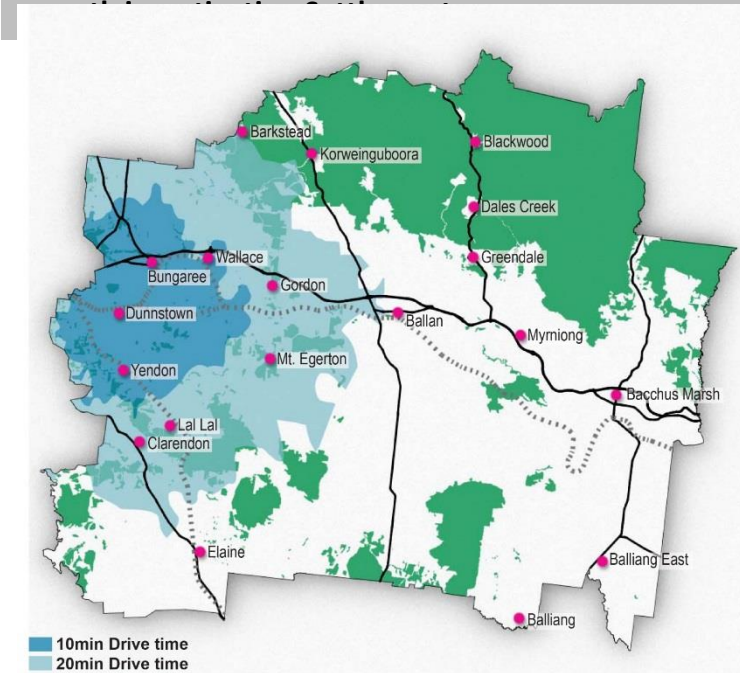 Barkstead
Korweinguboora
Blackwood
Dales Creek
Greendale
Wallace
Bungaree
Gordon
Dunnstown
Ballan
Myrniong
Mt. Egerton
Yendon
Bacchus Marsh
Lal Lal
Clarendon
Elaine
Balliang East
Balliang
10min Drive time
20min Drive time